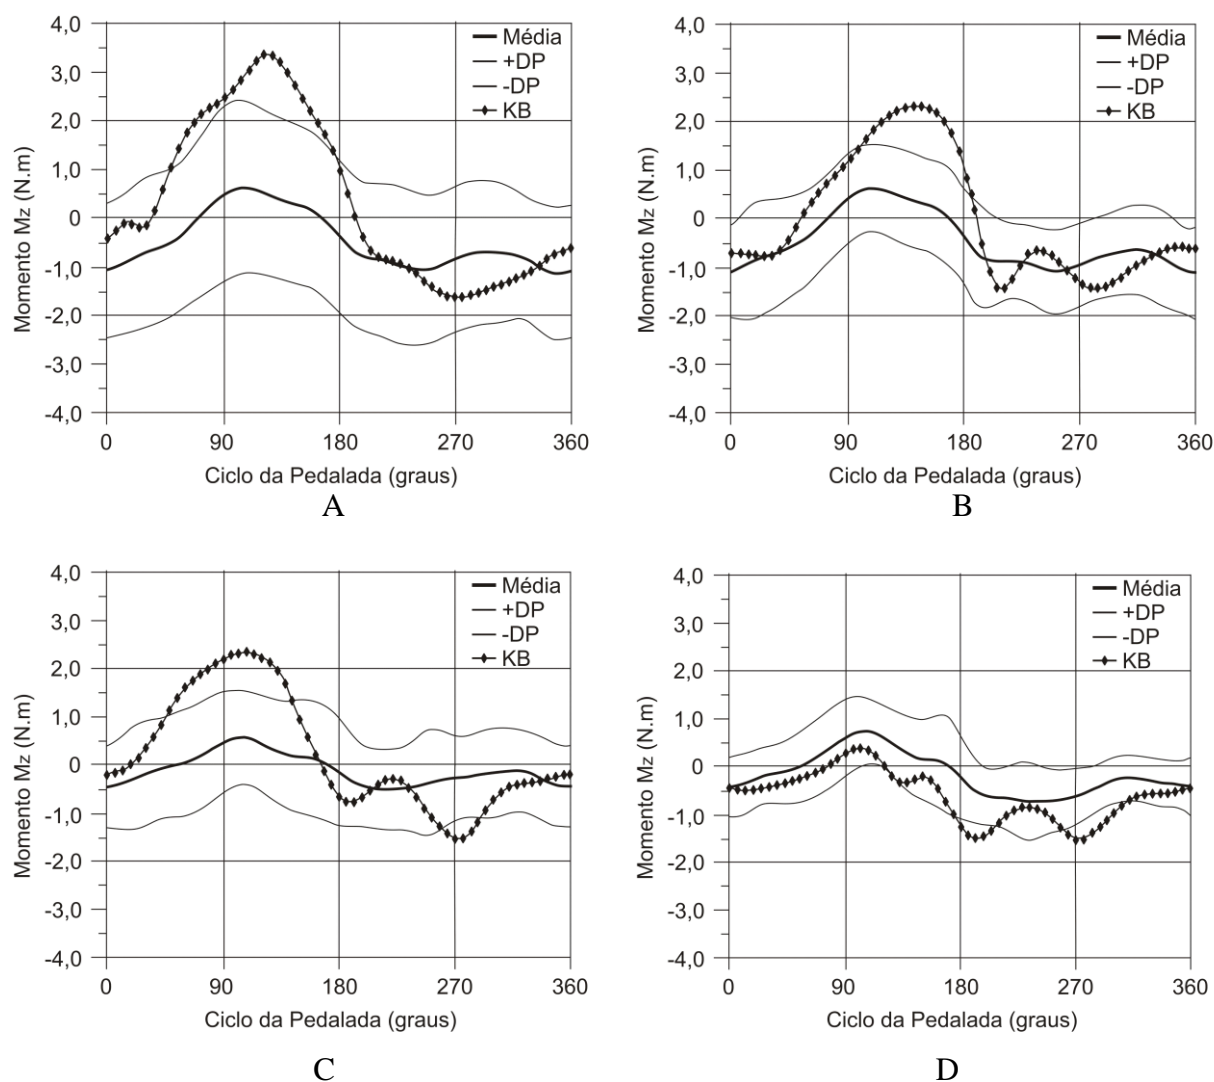 4,0
3,0
2,0
1,0
0
-1,0
-2,0
-3,0
-4,0
Momento Mz (N.m)
Média
+DP
-DP
KB
0 90 180 270 360
Ciclo da Pedalada (graus)
A
4,0
3,0
2,0
1,0
0
-1,0
-2,0
-3,0
-4,0
Momento Mz (N.m)
Média
+DP
-DP
KB
0 90 180 270 360
Ciclo da Pedalada (graus)
B
4,0
3,0
2,0
1,0
0
-1,0
-2,0
-3,0
-4,0
Momento Mz (N.m)
Média
+DP
-DP
KB
0 90 180 270 360
Ciclo da Pedalada (graus)
C
4,0
3,0
2,0
1,0
0
-1,0
-2,0
-3,0
-4,0
Momento Mz (N.m)
Média
+DP
-DP
KB
0 90 180 270 360
Ciclo da Pedalada (graus)
D